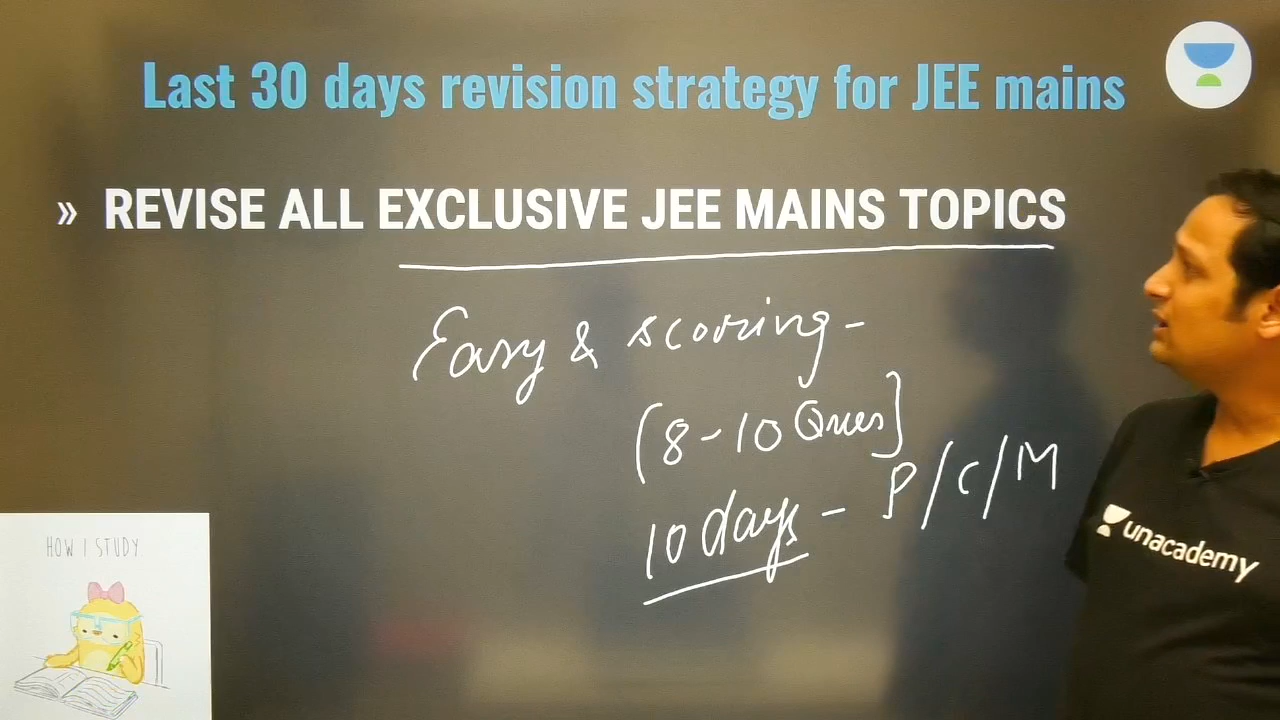 Last 30 days revision strategy for JEE mains
» REVISE ALL EXCLUSIVE JEE MAINS TOPICS
Easy & scoring -
(8-10 Ques]
10 days - P/C/M
unacademy
HOW I STUDY